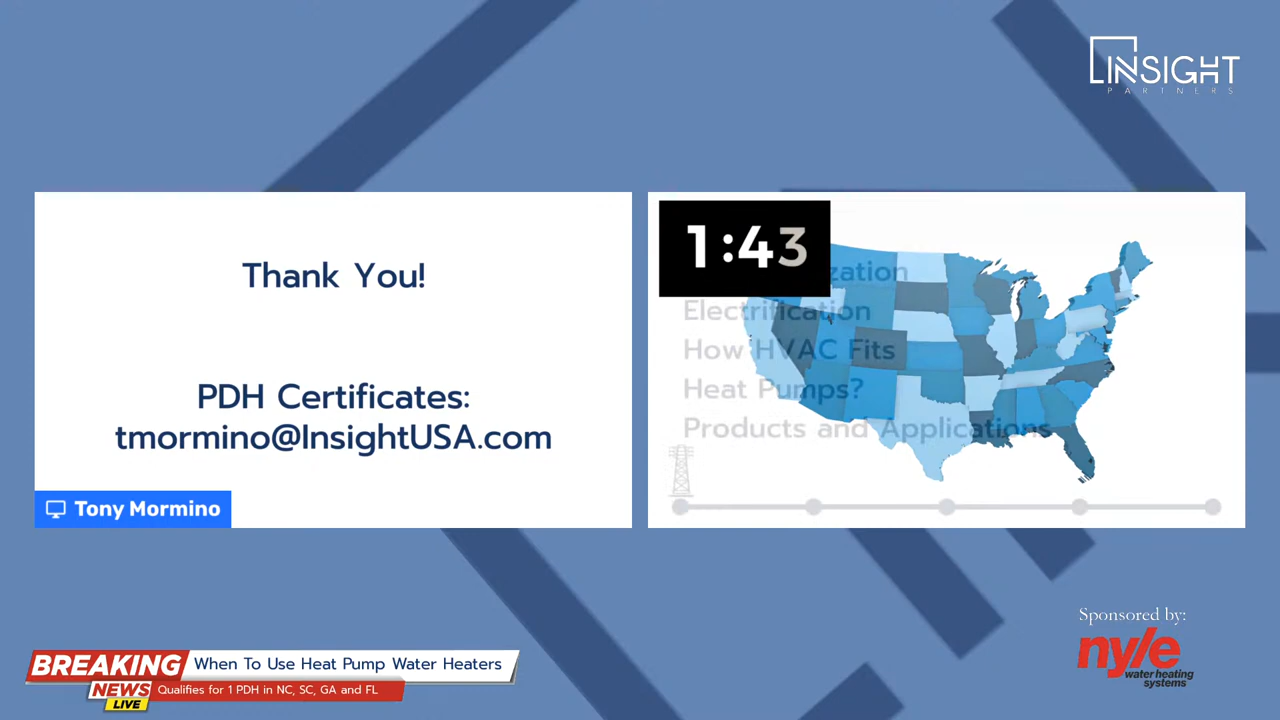 INSIGHT
PARTNERS
Thank You!
PDH Certificates:
tmormino@InsightUSA.com
Tony Mormino
1:43
Electrification
How HVAC Fits
Heat Pumps?
Products and Applications
Sponsored by:
nyle
water heating
systems
BREAKING
NEWS
LIVE
When To Use Heat Pump Water Heaters
Qualifies for 1 PDH in NC, SC, GA and FL